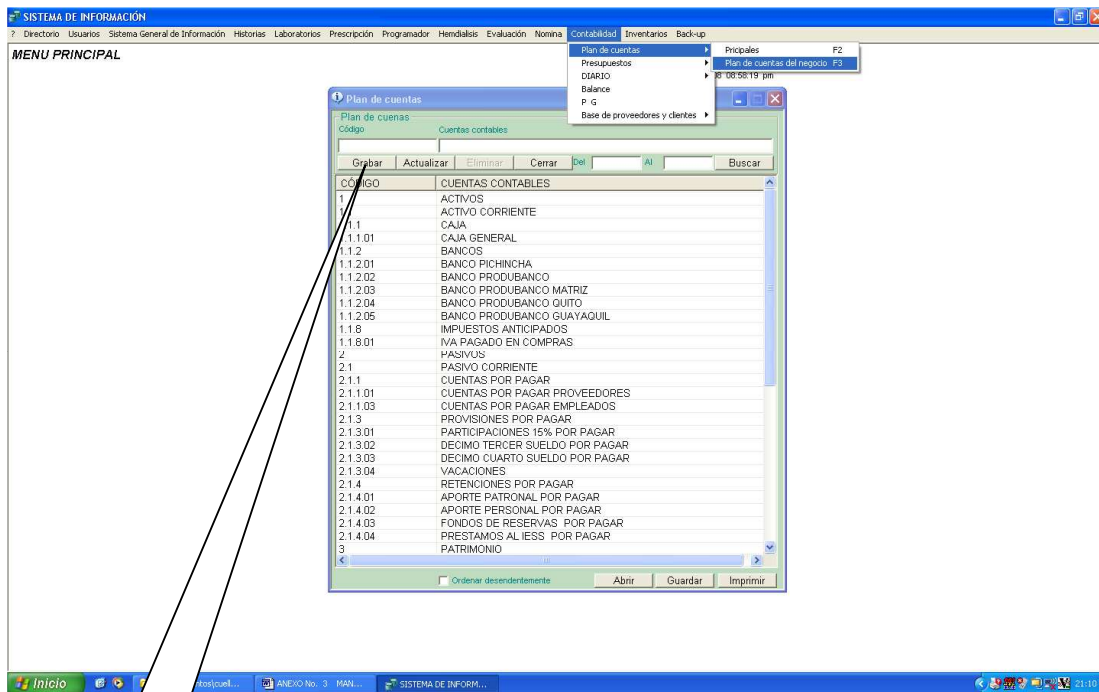 SISTEMA DE INFORMACIÓN
? Directorio Usuarios Sistema General de Información Historias Laboratorios Prescripción Programador Hemdialisis Evaluación Nomina Contabilidad Inventarios Back-up
MENU PRINCIPAL
Plan de cuentas
Presupuestos
DIARIO
Balance
P G
Base de proveedores y clientes
Pricipales F2
Plan de cuentas del negocio F3
08:58:19 pm
Plan de cuentas
Plan de cuenas
Código Cuentas contables
Grabar Actualizar Eliminar Cerrar Del Al Buscar
CÓDIGO CUENTAS CONTABLES
1 ACTIVOS
ACTIVO CORRIENTE
CAJA
1.1.1.01 CAJA GENERAL
1.1.2 BANCOS
1.1.2.01 BANCO PICHINCHA
1.1.2.02 BANCO PRODUBANCO
1.1.2.03 BANCO PRODUBANCO MATRIZ
1.1.2.04 BANCO PRODUBANCO QUITO
1.1.2.05 BANCO PRODUBANCO GUAYAQUIL
1.1.8 IMPUESTOS ANTICIPADOS
1.1.8.01 IVA PAGADO EN COMPRAS
2 PASIVOS
2.1 PASIVO CORRIENTE
2.1.1 CUENTAS POR PAGAR
2.1.1.01 CUENTAS POR PAGAR PROVEEDORES
2.1.1.03 CUENTAS POR PAGAR EMPLEADOS
2.1.3 PROVISIONES POR PAGAR
2.1.3.01 PARTICIPACIONES 15% POR PAGAR
2.1.3.02 DECIMO TERCER SUELDO POR PAGAR
2.1.3.03 DECIMO CUARTO SUELDO POR PAGAR
2.1.3.04 VACACIONES
2.1.4 RETENCIONES POR PAGAR
2.1.4.01 APORTE PATRONAL POR PAGAR
2.1.4.02 APORTE PERSONAL POR PAGAR
2.1.4.03 FONDOS DE RESERVAS POR PAGAR
2.1.4.04 PRESTAMOS AL IESS POR PAGAR
3 PATRIMONIO
Ordenar desendentemente Abrir Guardar Imprimir
Inicio ntos\cuell... ANEXO No. 3 MAN... SISTEMA DE INFORM... 21:10